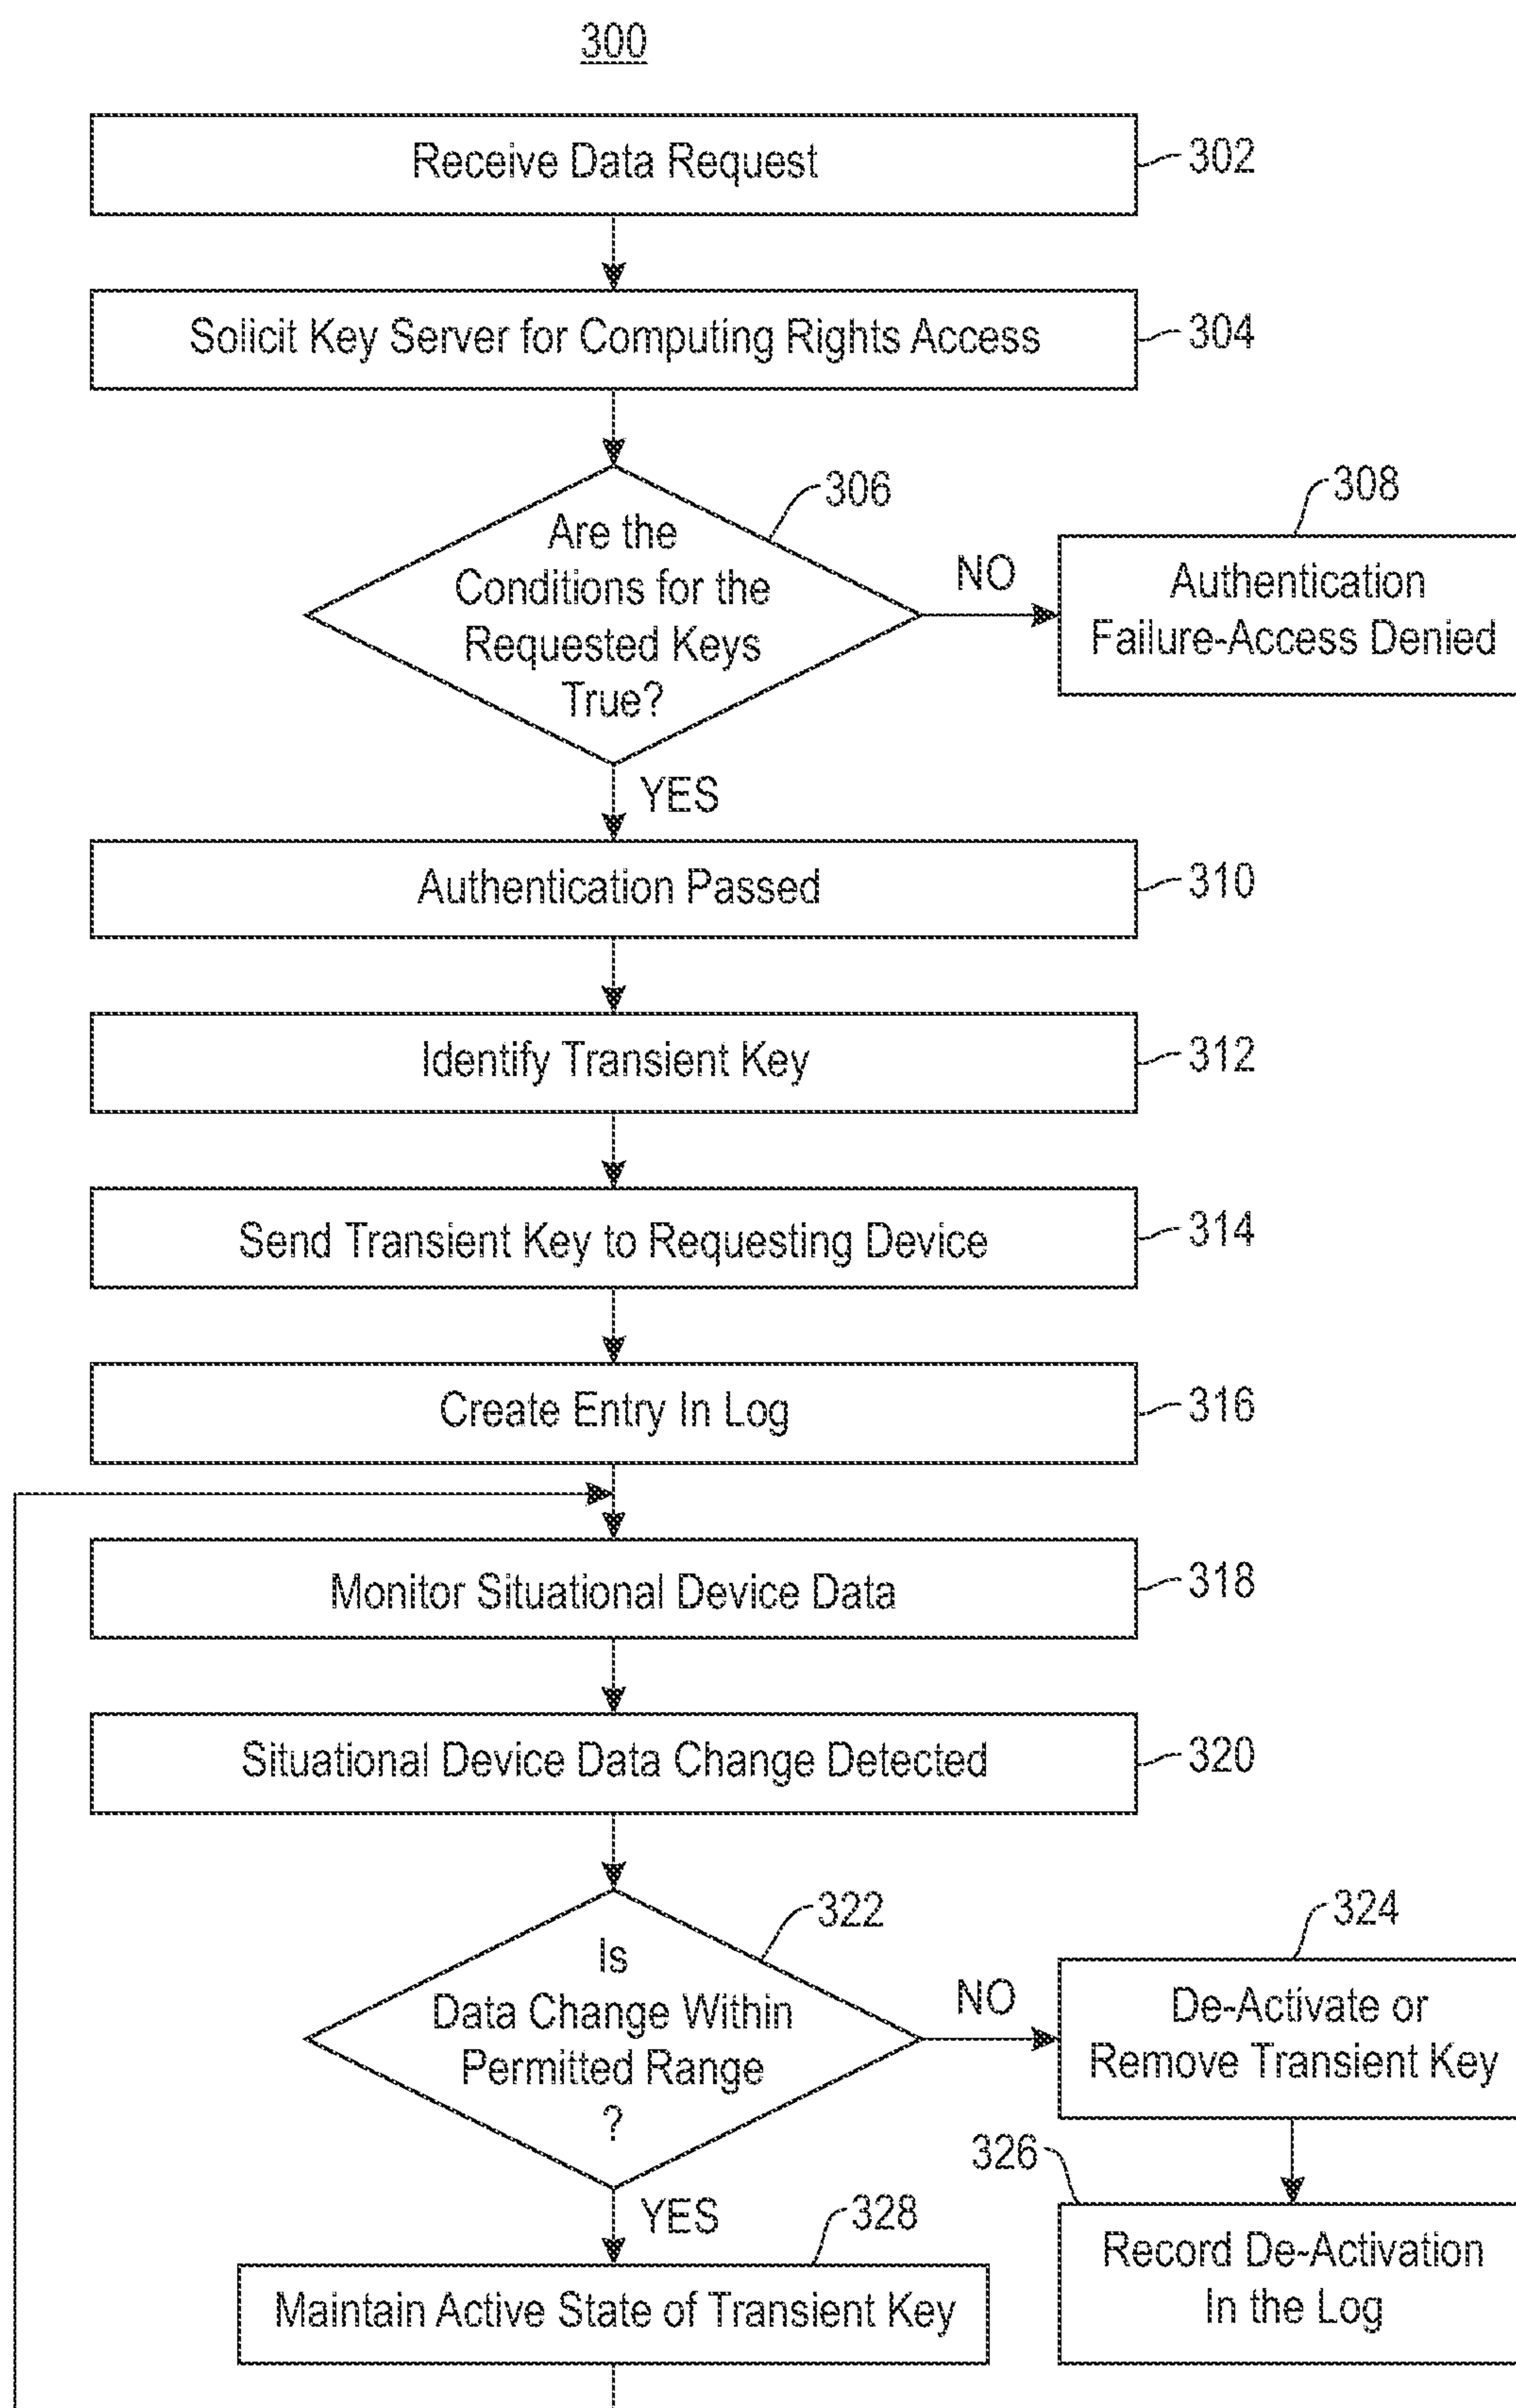 300
Receive Data Request
302
Solicit Key Server for Computing Rights Access
304
306
Are the
Conditions for the
Requested Keys
True?
NO
308
Authentication
Failure-Access Denied
YES
Authentication Passed
310
Identify Transient Key
312
Send Transient Key to Requesting Device
314
Create Entry In Log
316
Monitor Situational Device Data
318
Situational Device Data Change Detected
320
322
Is
Data Change Within
Permitted Range
?
NO
324
De-Activate or
Remove Transient Key
326
Record De-Activation
In the Log
YES
328
Maintain Active State of Transient Key